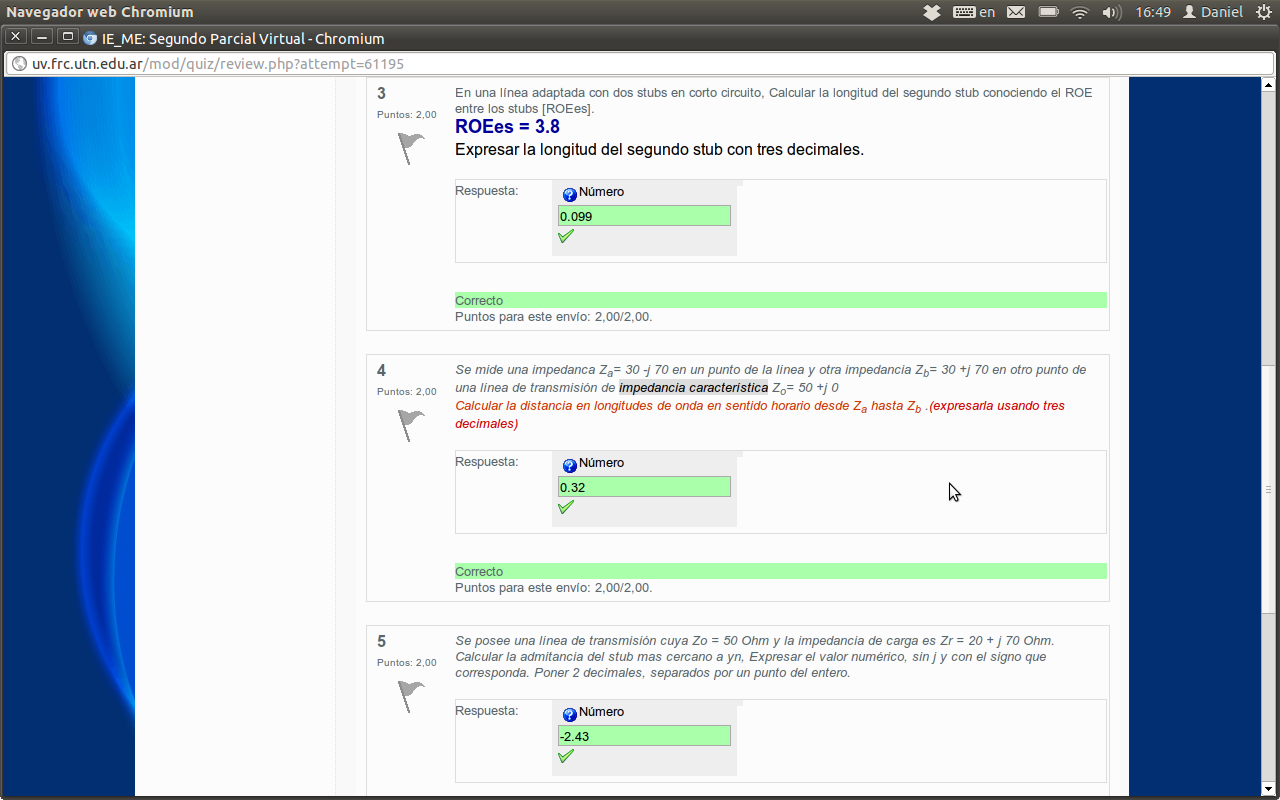 Navegador web Chromium
en
16:49
Daniel
IE_ME: Segundo Parcial Virtual - Chromium
uv.frc.utn.edu.ar/mod/quiz/review.php?attempt=61195
3
Puntos: 2,00
En una línea adaptada con dos stubs en corto circuito, Calcular la longitud del segundo stub conociendo el ROE
entre los stubs [ROEes].
ROEes = 3.8
Expresar la longitud del segundo stub con tres decimales.
Respuesta:
Número
0.099
Correcto
Puntos para este envío: 2,00/2,00.
4
Puntos: 2,00
Se mide una impedanca Za= 30 -j 70 en un punto de la línea y otra impedancia Zb= 30 +j 70 en otro punto de
una línea de transmisión de impedancia característica Zo= 50 +j 0
Calcular la distancia en longitudes de onda en sentido horario desde Za hasta Zb .(expresarla usando tres
decimales)
Respuesta:
Número
0.32
Correcto
Puntos para este envío: 2,00/2,00.
5
Puntos: 2,00
Se posee una línea de transmisión cuya Zo = 50 Ohm y la impedancia de carga es Zr = 20 + j 70 Ohm.
Calcular la admitancia del stub mas cercano a yn, Expresar el valor numérico, sin j y con el signo que
corresponda. Poner 2 decimales, separados por un punto del entero.
Respuesta:
Número
-2.43